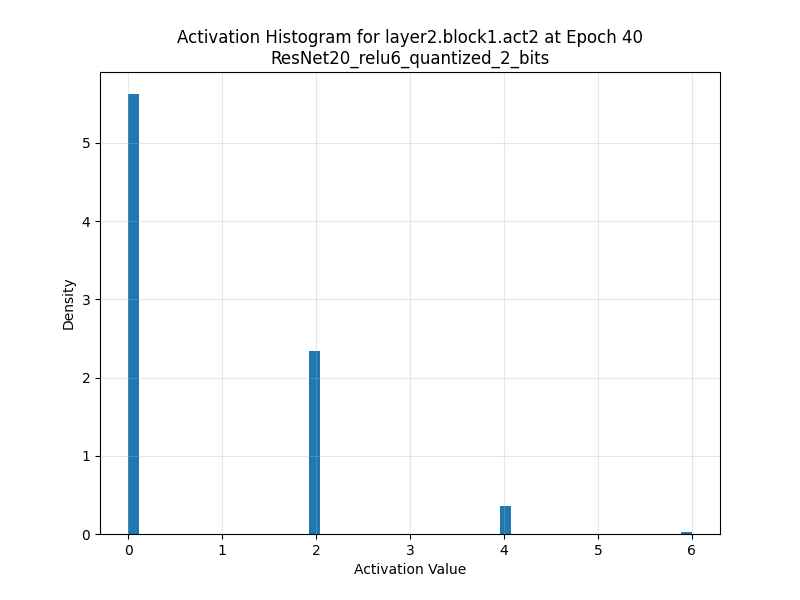 Activation Histogram for layer2.block1.act2 at Epoch 40
ResNet20_relu6_quantized_2_bits
Density
5
4
3
2
1
0
0 1 2 3 4 5 6
Activation Value